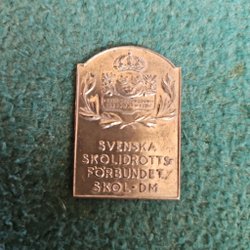 SVENSKA
SKOLIDROTTS-
FÖRBUNDET
SKOL-DM